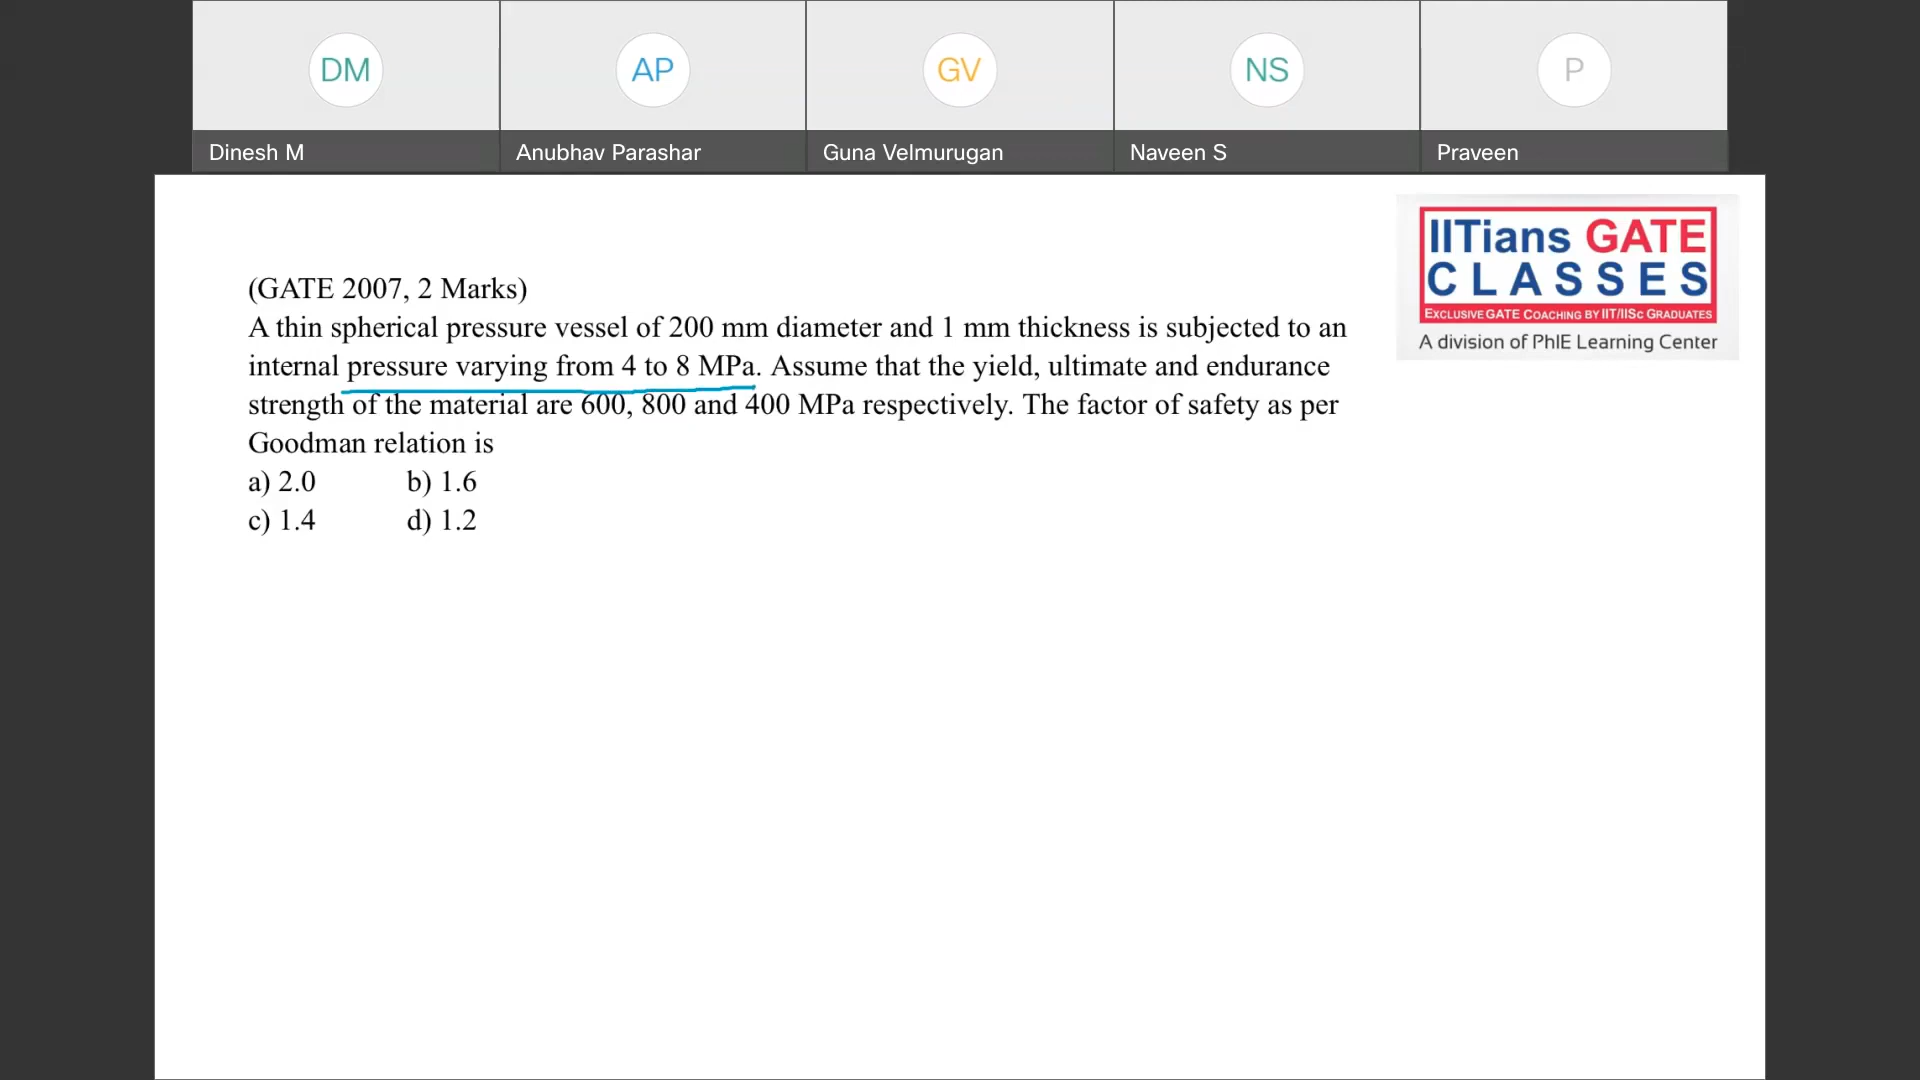 DM
AP
GV
NS
P
Dinesh M
Anubhav Parashar
Guna Velmurugan
Naveen S
Praveen
IITians GATE
CLASSES
EXCLUSIVE GATE COACHING BY IIT/IISc GRADUATES
A division of PhIE Learning Center
(GATE 2007, 2 Marks)
A thin spherical pressure vessel of 200 mm diameter and 1 mm thickness is subjected to an
internal pressure varying from 4 to 8 MPa. Assume that the yield, ultimate and endurance
strength of the material are 600, 800 and 400 MPa respectively. The factor of safety as per
Goodman relation is
a) 2.0 b) 1.6
c) 1.4 d) 1.2